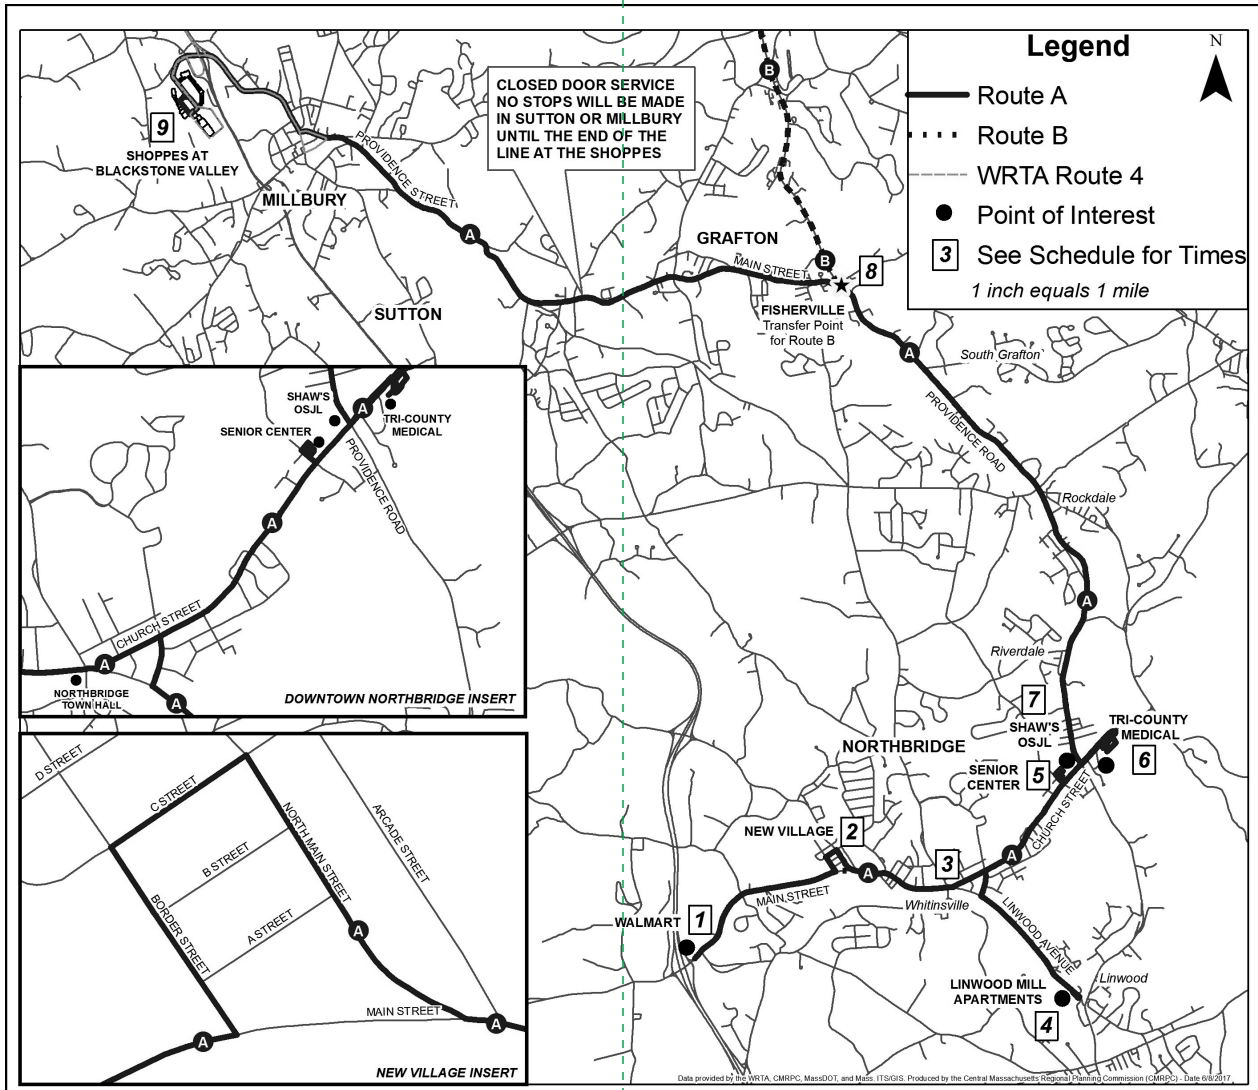 Legend
N
Route A
Route B
WRTA Route 4
Point of Interest
3 See Schedule for Times
1 inch equals 1 mile
CLOSED DOOR SERVICE
NO STOPS WILL BE MADE
IN SUTTON OR MILLBURY
UNTIL THE END OF THE
LINE AT THE SHOPPES
9
SHOPPES AT
BLACKSTONE VALLEY
MILLBURY
PROVIDENCE STREET
A
SUTTON
B
GRAFTON
MAIN STREET
B
8
FISHERVILLE
Transfer Point
for Route B
A
South Grafton
PROVIDENCE ROAD
Rockdale
A
Riverdale
7
SHAW'S
OSJL
TRI-COUNTY
MEDICAL
6
NORTHBRIDGE
SENIOR
CENTER
5
CHURCH STREET
NEW VILLAGE
2
A
3
A
MAIN STREET
Whitinsville
WALMART
1
LINWOOD AVENUE
LINWOOD MILL
APARTMENTS
Linwood
4
SHAW'S
OSJL
A
TRI-COUNTY
MEDICAL
SENIOR CENTER
PROVIDENCE ROAD
A
CHURCH STREET
A
NORTHBRIDGE
TOWN HALL
A
DOWNTOWN NORTHBRIDGE INSERT
D STREET
C STREET
NORTH MAIN STREET
ARCADE STREET
B STREET
BORDER STREET
A STREET
A
MAIN STREET
A
A
NEW VILLAGE INSERT
Data provided by the WRTA, CMRPC, MassDOT, and Mass. ITS/GIS. Produced by the Central Massachusetts Regional Planning Commission (CMRPC) - Date 6/8/2017